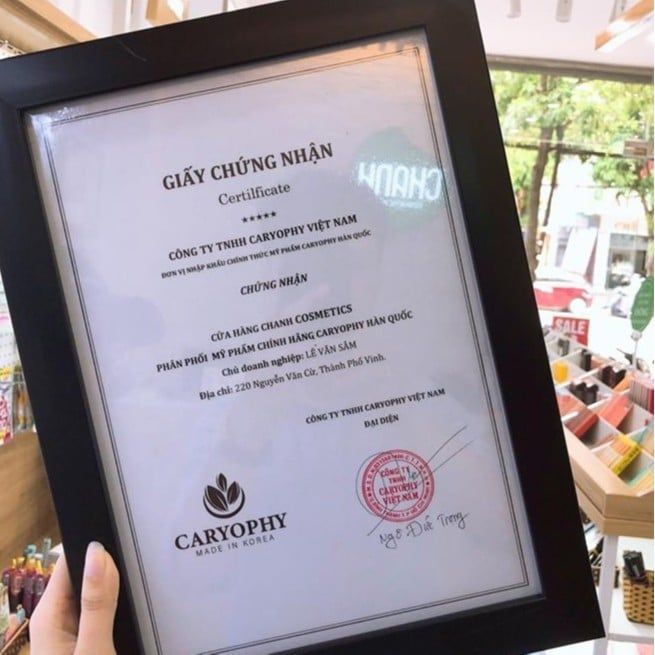 GIẤY CHỨNG NHẬN
Certilficate
★★★★★
CÔNG TY TNHH CARYOPHY VIỆT NAM
ĐƠN VỊ NHẬP KHẨU CHÍNH THỨC MỸ PHẨM CARYOPHY HÀN QUỐC
CHỨNG NHẬN
CỬA HÀNG CHANH COSMETICS
PHÂN PHỐI MỸ PHẨM CHÍNH HÃNG CARYOPHY HÀN QUỐC
Chủ doanh nghiệp: LÊ VĂN SÂM
Địa chỉ: 220 Nguyễn Văn Cừ, Thành Phố Vinh.
CÔNG TY TNHH CARYOPHY VIỆT NAM
ĐẠI DIỆN
CÔNG TY
TNHH
CARYOPHY
VIỆT NAM
Ngô Đức Trọng
CARYOPHY
MADE IN KOREA
CHANH
SALE